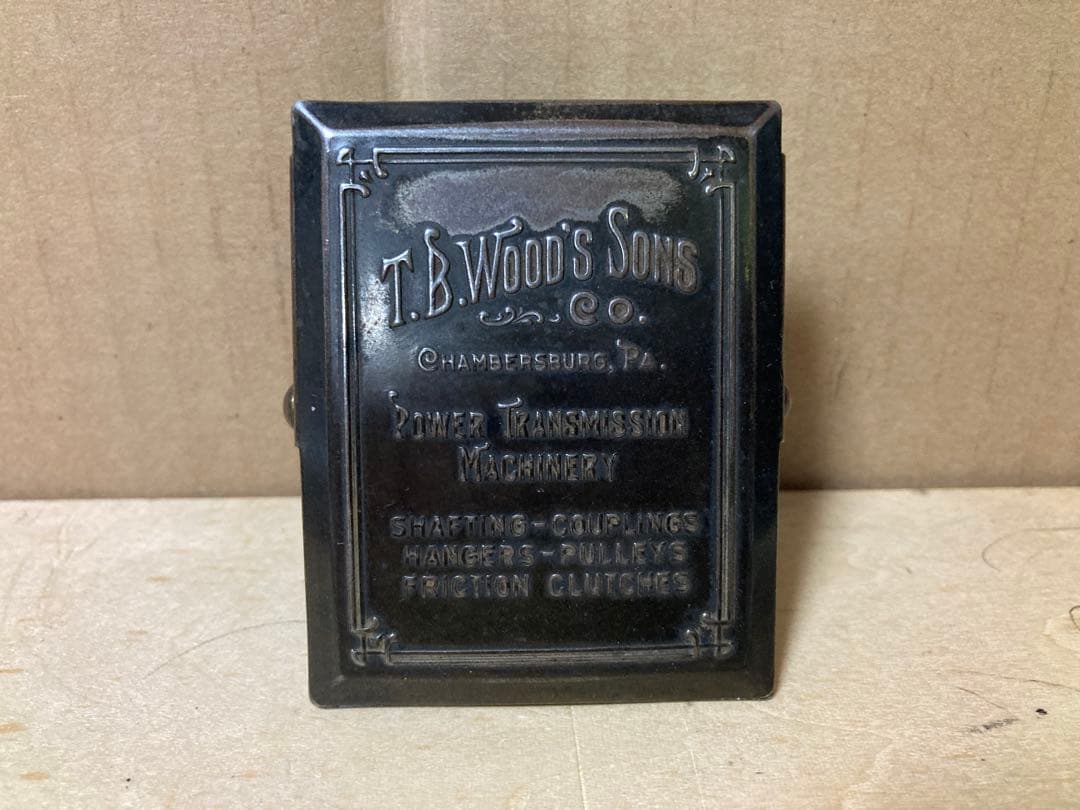 T. B. WOOD'S SONS
CO.
CHAMBERSBURG, PA.
POWER TRANSMISSION
MACHINERY
SHAFTING - COUPLINGS
HANGERS - PULLEYS
FRICTION CLUTCHES